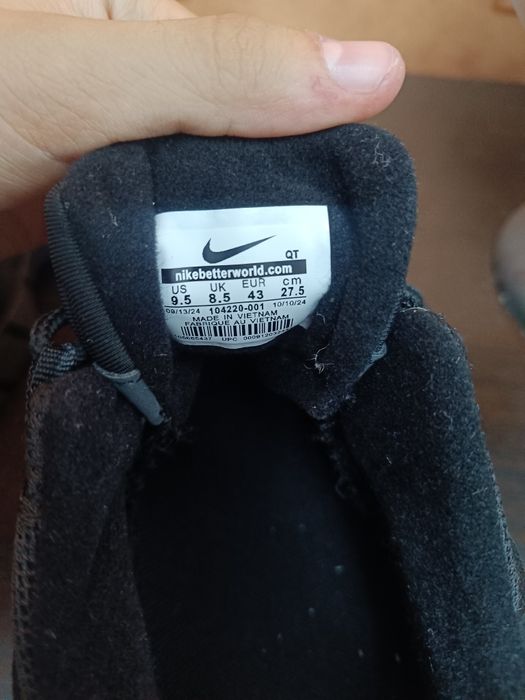 QT
nikebetterworld.com
US UK EUR cm
9.5 8.5 43 27.5
09/13/24 104220-001 10/10/24
MADE IN VIETNAM
FABRIQUE AU VIETNAM
UPC